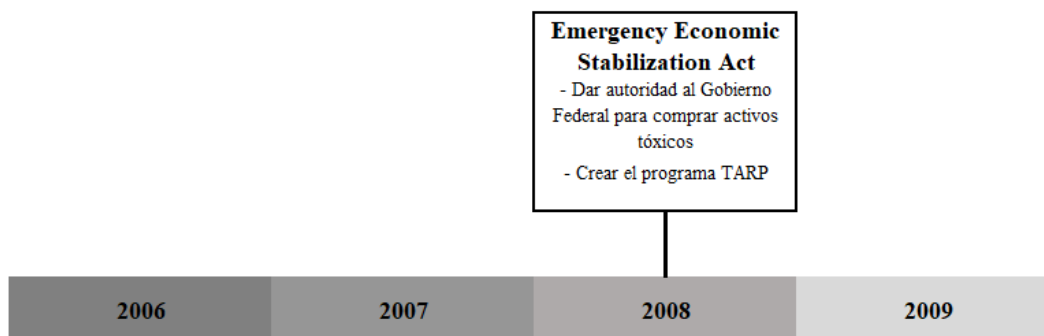 Emergency Economic
Stabilization Act
- Dar autoridad al Gobierno
Federal para comprar activos
tóxicos
- Crear el programa TARP
2006 2007 2008 2009